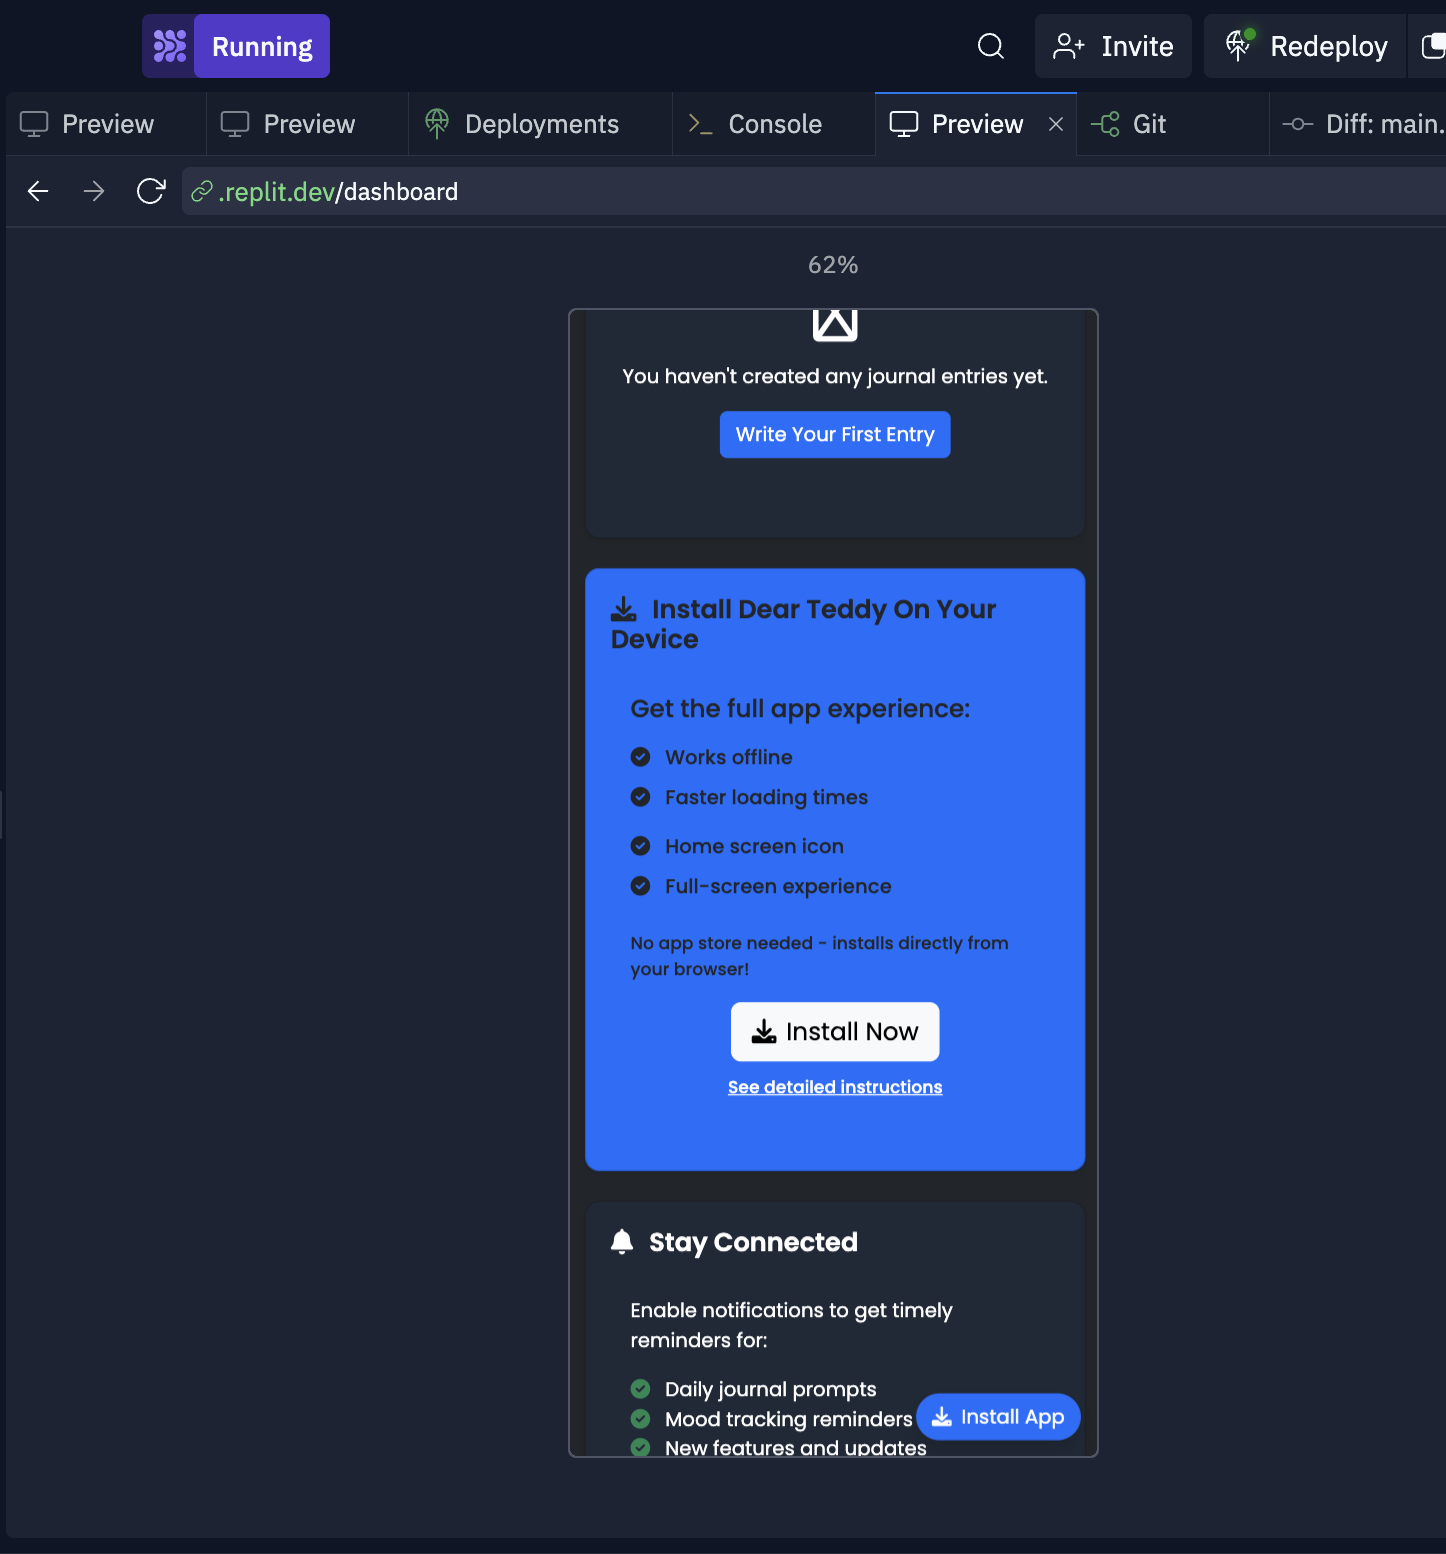 Running
Invite
Redeploy
Preview
Preview
Deployments
Console
Preview
Git
Diff: main.
.replit.dev/dashboard
62%
You haven't created any journal entries yet.
Write Your First Entry
Install Dear Teddy On Your
Device
Get the full app experience:
Works offline
Faster loading times
Home screen icon
Full-screen experience
No app store needed - installs directly from
your browser!
Install Now
See detailed instructions
Stay Connected
Enable notifications to get timely
reminders for:
Daily journal prompts
Mood tracking reminders
Install App
New features and updates